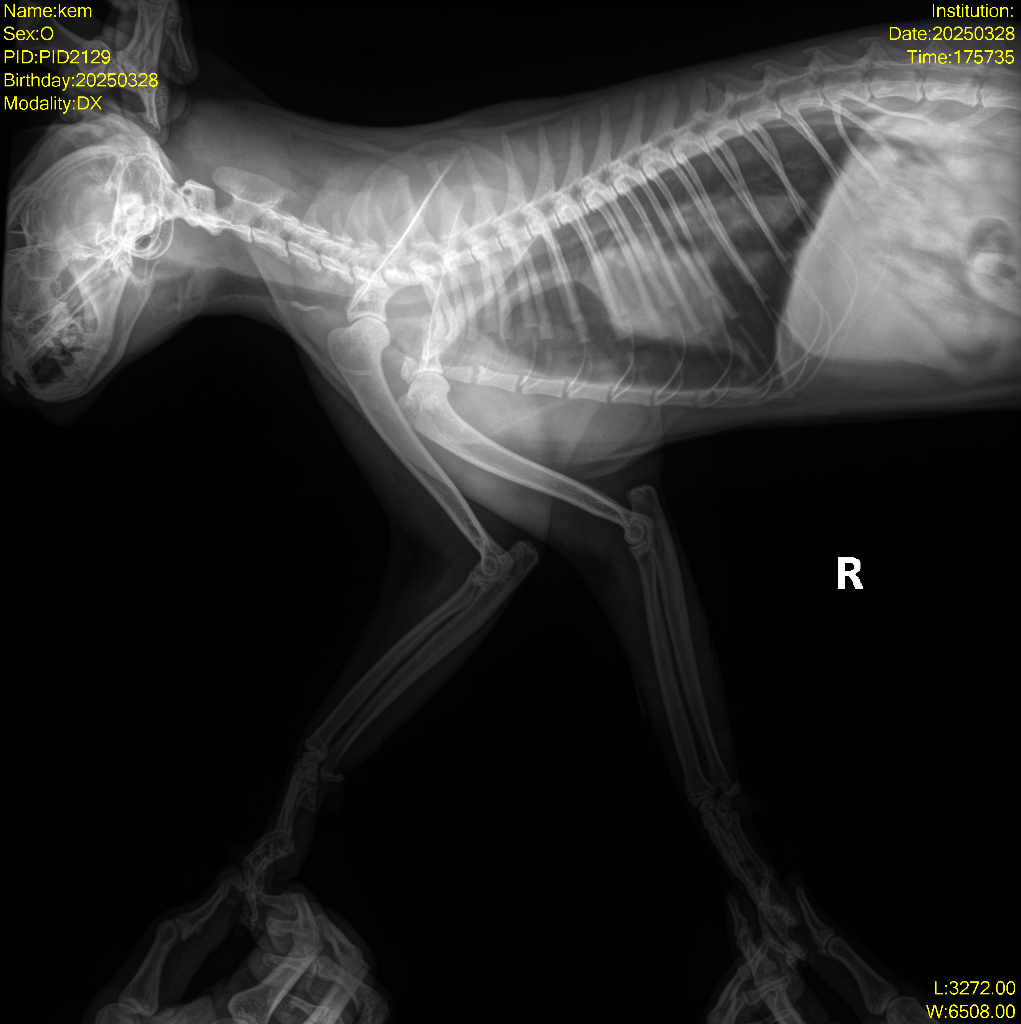 Name:kem
Sex:O
PID:PID2129
Birthday:20250328
Modality:DX
Institution:
Date:20250328
Time:175735
R
L:3272.00
W:6508.00